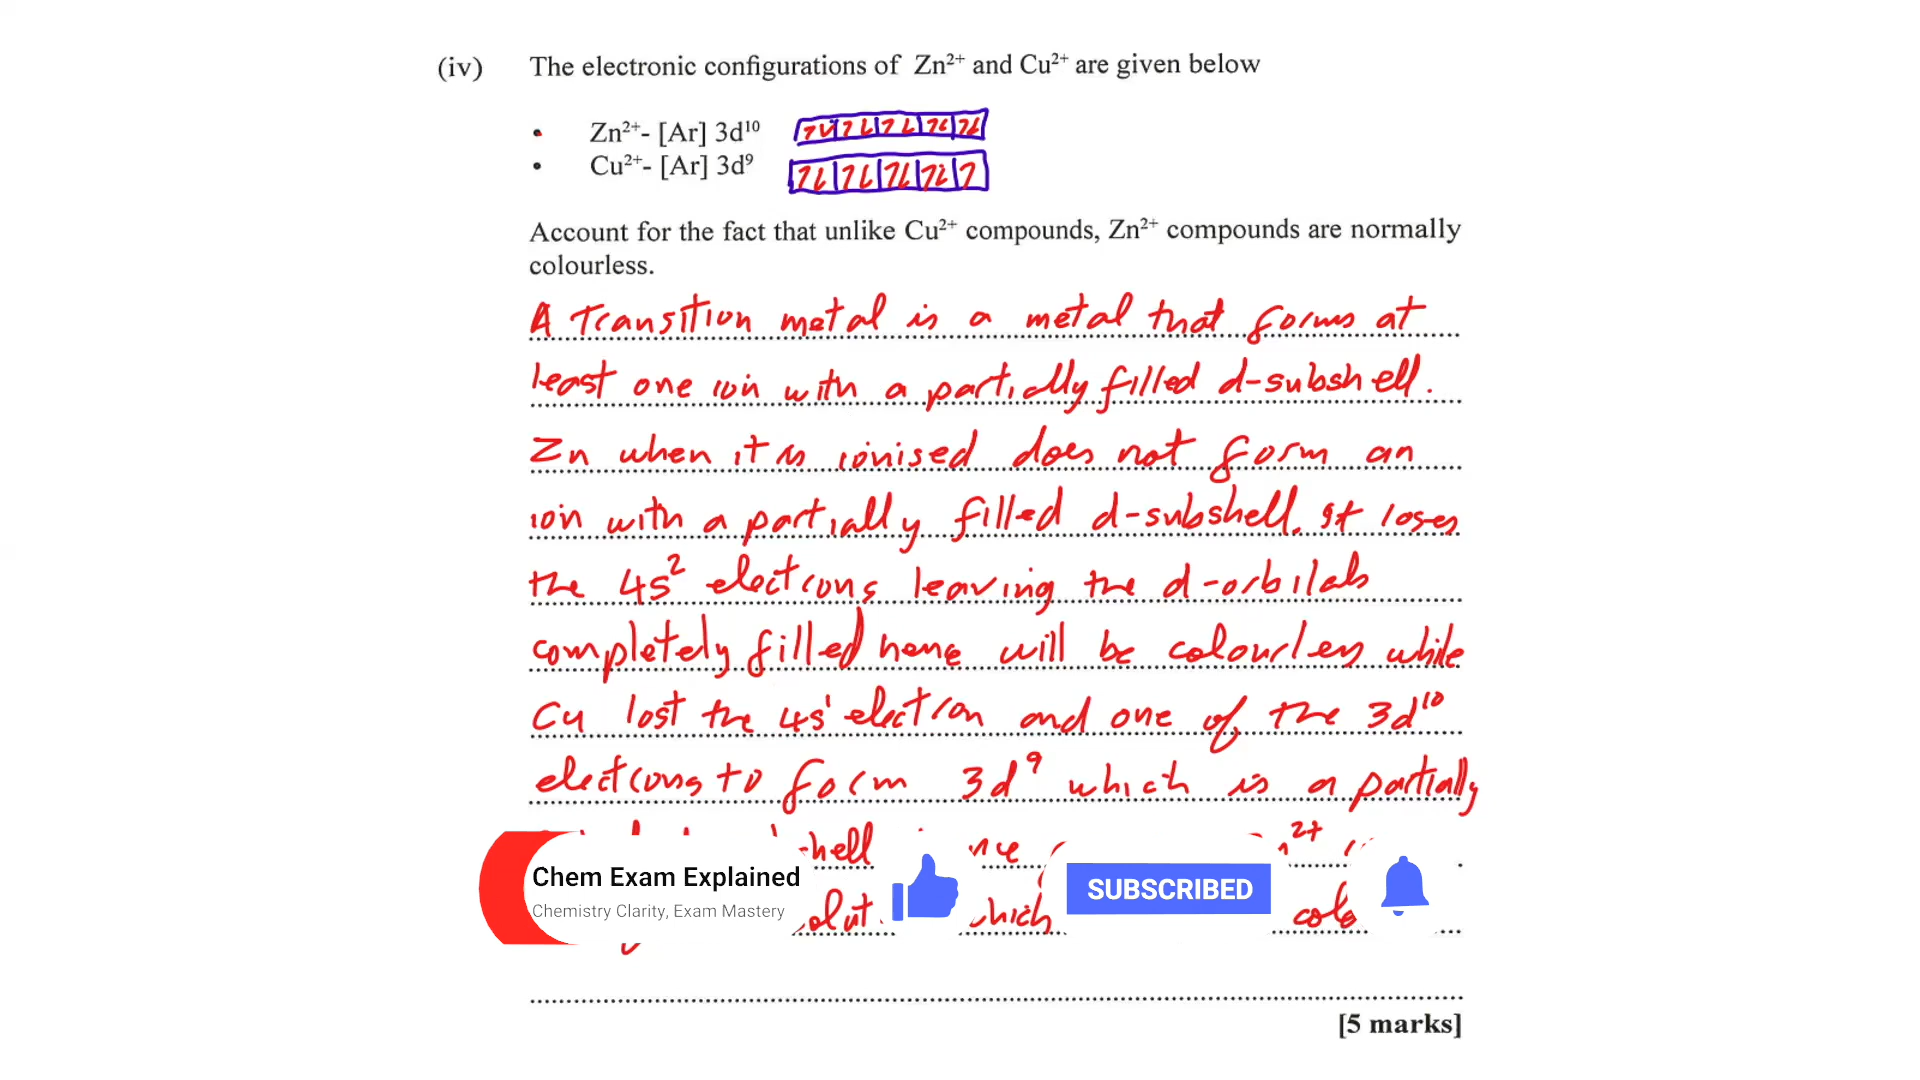 (iv) The electronic configurations of Zn²⁺ and Cu²⁺ are given below
• Zn²⁺- [Ar] 3d¹⁰
• Cu²⁺- [Ar] 3d⁹
Account for the fact that unlike Cu²⁺ compounds, Zn²⁺ compounds are normally
colourless.
A transition metal is a metal that forms at
least one ion with a partially filled d-subshell.
Zn when it is ionised does not form an
ion with a partially filled d-subshell. It loses
the 4s² electrons leaving the d-orbitals
completely filled hence will be colourless while
Cu lost the 4s¹ electron and one of the 3d¹⁰
electrons to form 3d⁹ which is a partially
Chem Exam Explained
Chemistry Clarity, Exam Mastery
SUBSCRIBED
[5 marks]